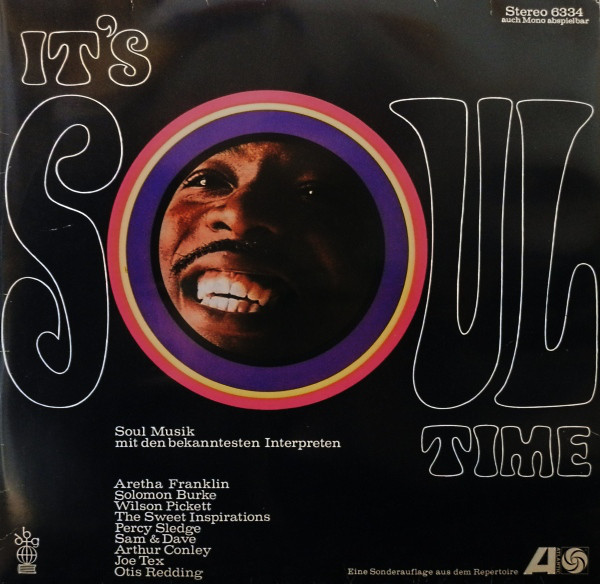 Stereo 6334
auch Mono abspielbar
IT'S
SOUL
TIME
Soul Musik
mit den bekanntesten Interpreten
Aretha Franklin
Solomon Burke
Wilson Pickett
The Sweet Inspirations
Percy Sledge
Sam & Dave
Arthur Conley
Joe Tex
Otis Redding
dbg
Eine Sonderauflage aus dem Repertoire
A
ATLANTIC